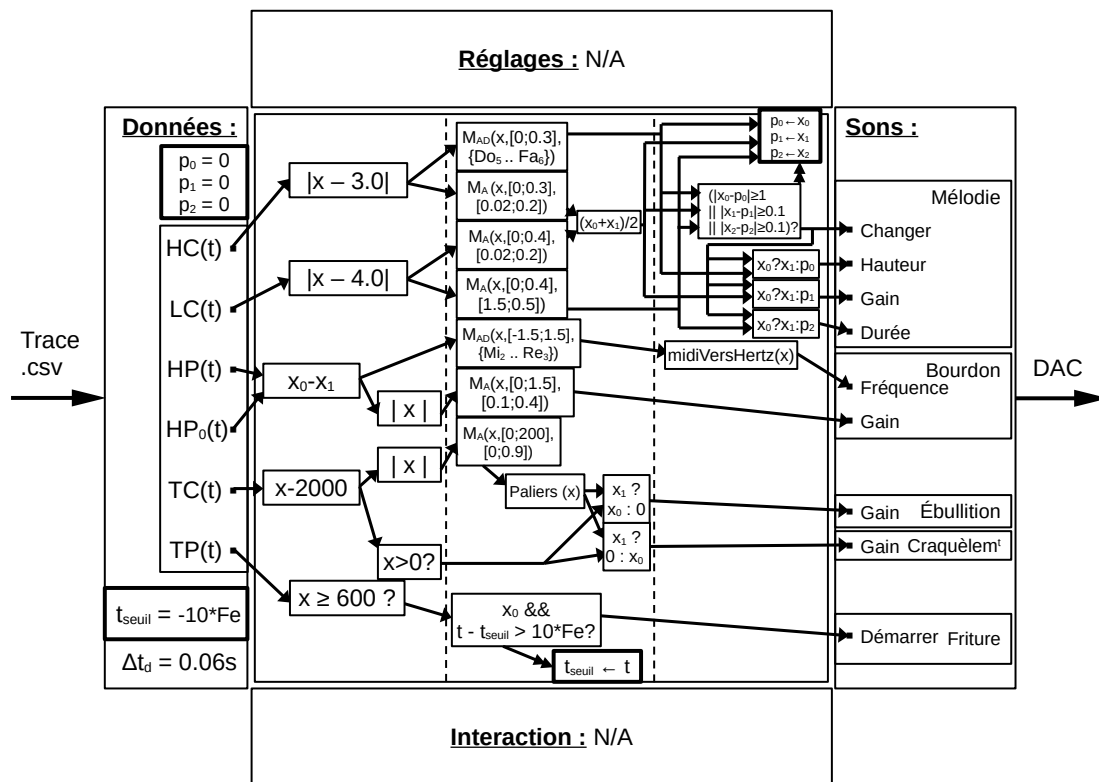 Réglages : N/A
Trace
.csv
Données :
p₀ = 0
p₁ = 0
p₂ = 0
HC(t)
LC(t)
HP(t)
HP₀(t)
TC(t)
TP(t)
t_seuil = -10*Fe
Δt_d = 0.06s
|x – 3.0|
|x – 4.0|
x₀-x₁
| x |
x-2000
| x |
x>0?
x ≥ 600 ?
M_AD(x,[0;0.3],
{Do₅ .. Fa₆})
M_A(x,[0;0.3],
[0.02;0.2])
M_A(x,[0;0.4],
[0.02;0.2])
M_A(x,[0;0.4],
[1.5;0.5])
M_AD(x,[-1.5;1.5],
{Mi₂ .. Re₃})
M_A(x,[0;1.5],
[0.1;0.4])
M_A(x,[0;200],
[0;0.9])
Paliers (x)
x₀ &&
t - t_seuil > 10*Fe?
t_seuil ← t
(x₀+x₁)/2
p₀←x₀
p₁←x₁
p₂←x₂
(|x₀-p₀|≥1
|| |x₁-p₁|≥0.1
|| |x₂-p₂|≥0.1)?
x₀?x₁:p₀
x₀?x₁:p₁
x₀?x₁:p₂
midiVersHertz(x)
x₁ ?
x₀ : 0
x₁ ?
0 : x₀
Sons :
Mélodie
Changer
Hauteur
Gain
Durée
Bourdon
Fréquence
Gain
Gain Ébullition
Gain Craquèlemᵗ
Démarrer Friture
DAC
Interaction : N/A